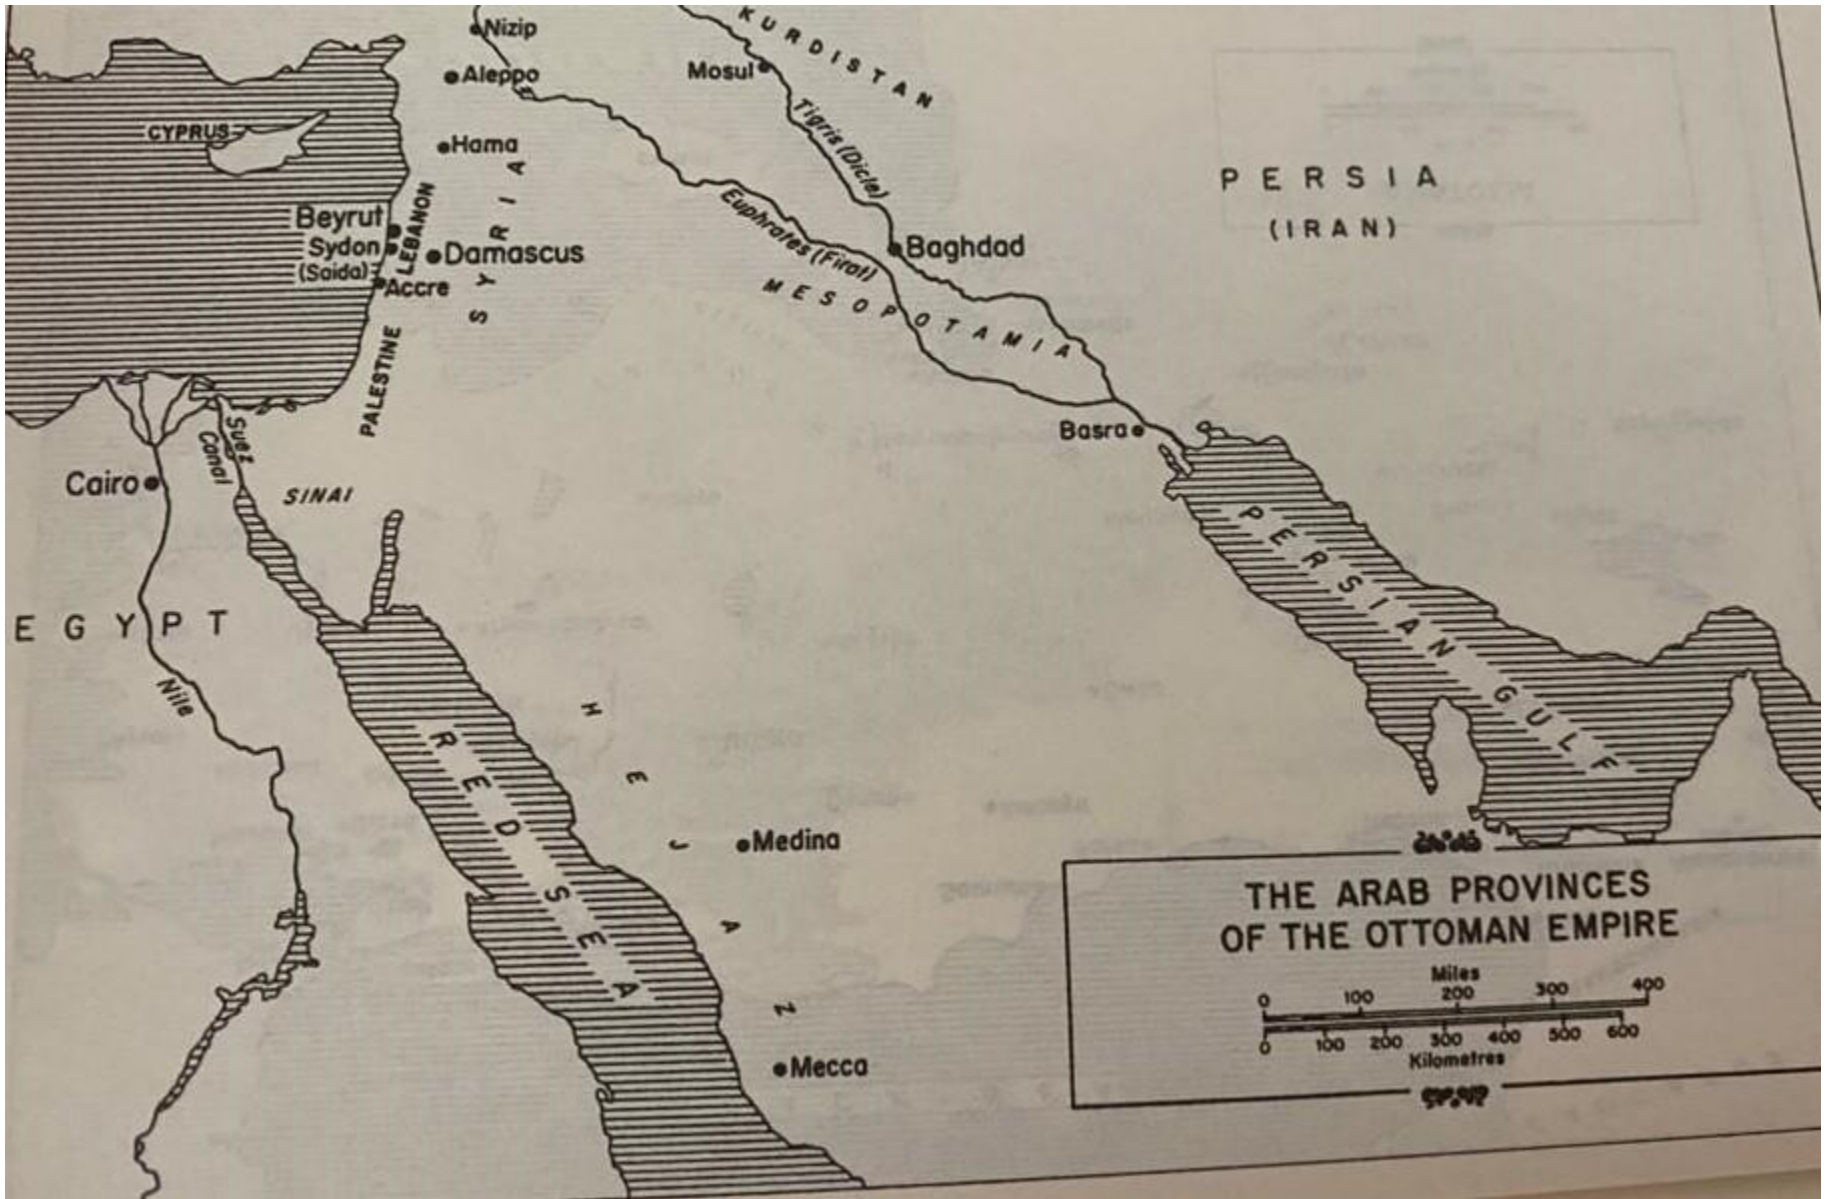 Nizip
KURDISTAN
Aleppo
Mosul
Tigris (Dicle)
CYPRUS
Hama
SYRIA
PERSIA
(IRAN)
Euphrates (Firat)
Beyrut
LEBANON
Sydon
(Saida)
Damascus
Accre
Baghdad
MESOPOTAMIA
PALESTINE
Basra
Suez
Canal
Cairo
SINAI
PERSIAN GULF
EGYPT
Nile
RED SEA
HEJAZ
Medina
Mecca
THE ARAB PROVINCES
OF THE OTTOMAN EMPIRE
Miles
0 100 200 300 400
0 100 200 300 400 500 600
Kilometres